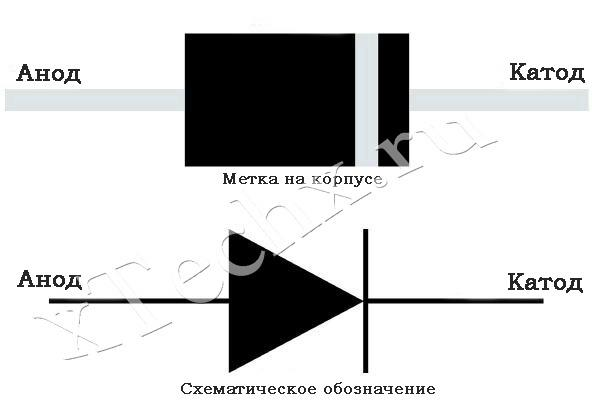 Анод
Катод
Метка на корпусе
Анод
Катод
Схематическое обозначение
xTechx.ru